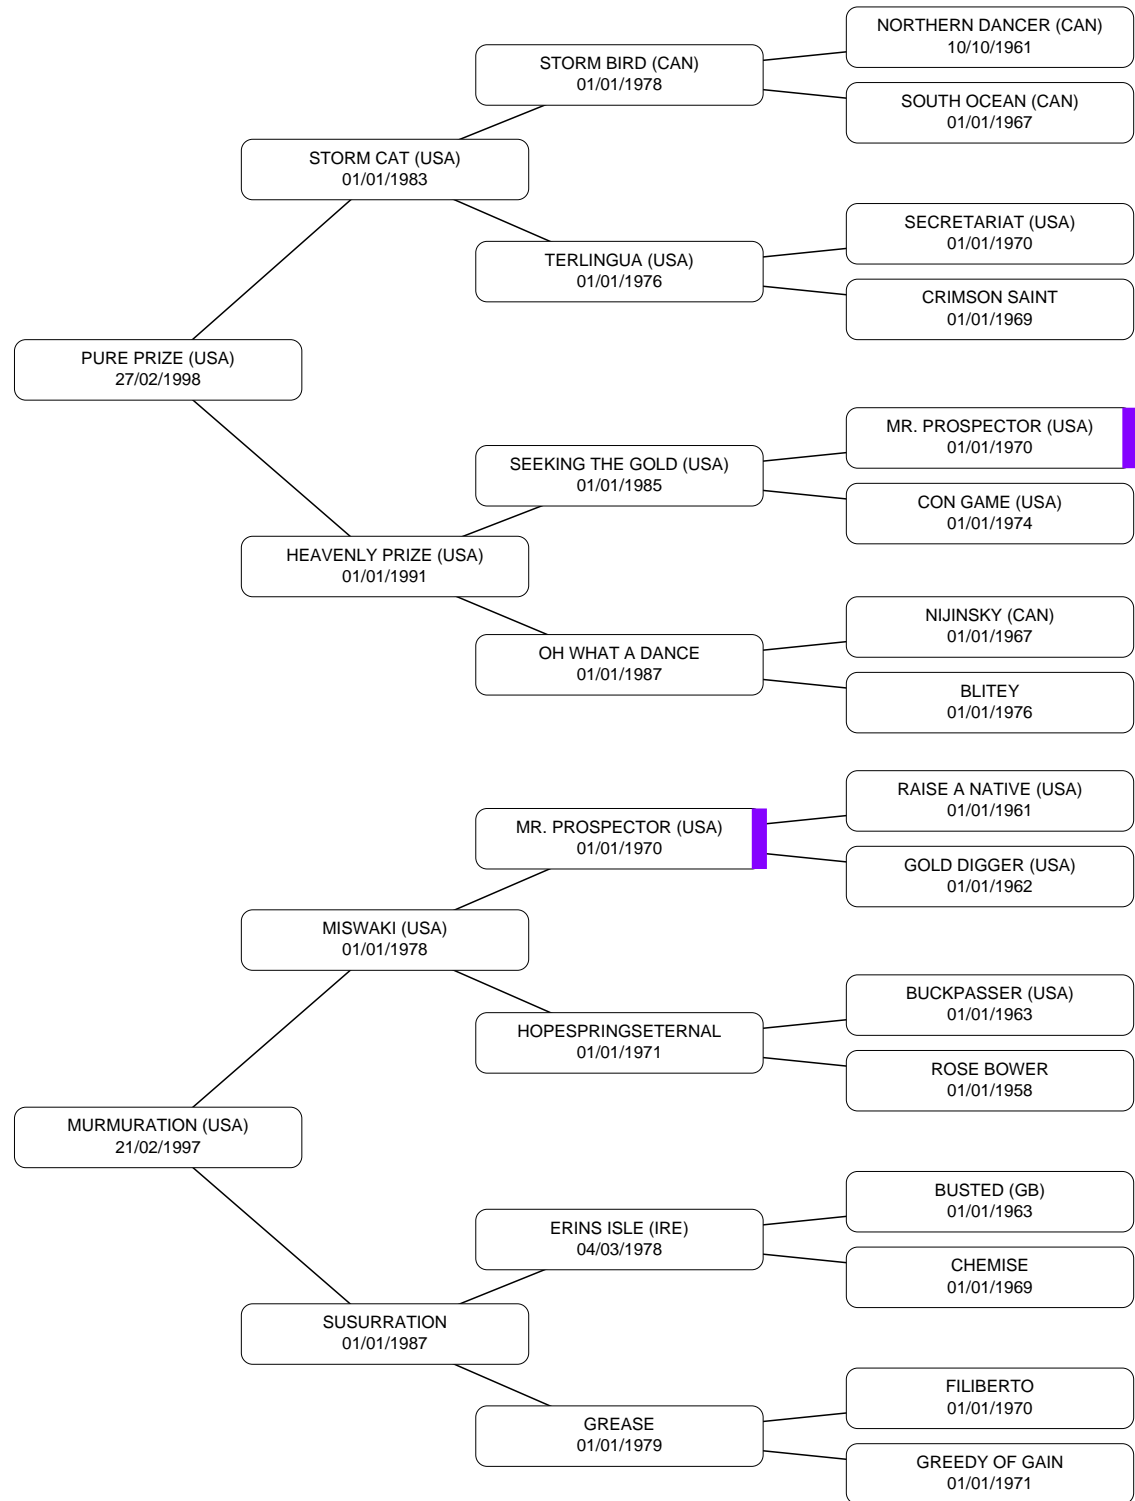 NORTHERN DANCER (CAN)
10/10/1961
STORM BIRD (CAN)
01/01/1978
SOUTH OCEAN (CAN)
01/01/1967
STORM CAT (USA)
01/01/1983
SECRETARIAT (USA)
01/01/1970
TERLINGUA (USA)
01/01/1976
CRIMSON SAINT
01/01/1969
PURE PRIZE (USA)
27/02/1998
MR. PROSPECTOR (USA)
01/01/1970
SEEKING THE GOLD (USA)
01/01/1985
CON GAME (USA)
01/01/1974
HEAVENLY PRIZE (USA)
01/01/1991
NIJINSKY (CAN)
01/01/1967
OH WHAT A DANCE
01/01/1987
BLITEY
01/01/1976
RAISE A NATIVE (USA)
01/01/1961
MR. PROSPECTOR (USA)
01/01/1970
GOLD DIGGER (USA)
01/01/1962
MISWAKI (USA)
01/01/1978
BUCKPASSER (USA)
01/01/1963
HOPESPRINGSETERNAL
01/01/1971
ROSE BOWER
01/01/1958
MURMURATION (USA)
21/02/1997
BUSTED (GB)
01/01/1963
ERINS ISLE (IRE)
04/03/1978
CHEMISE
01/01/1969
SUSURRATION
01/01/1987
FILIBERTO
01/01/1970
GREASE
01/01/1979
GREEDY OF GAIN
01/01/1971